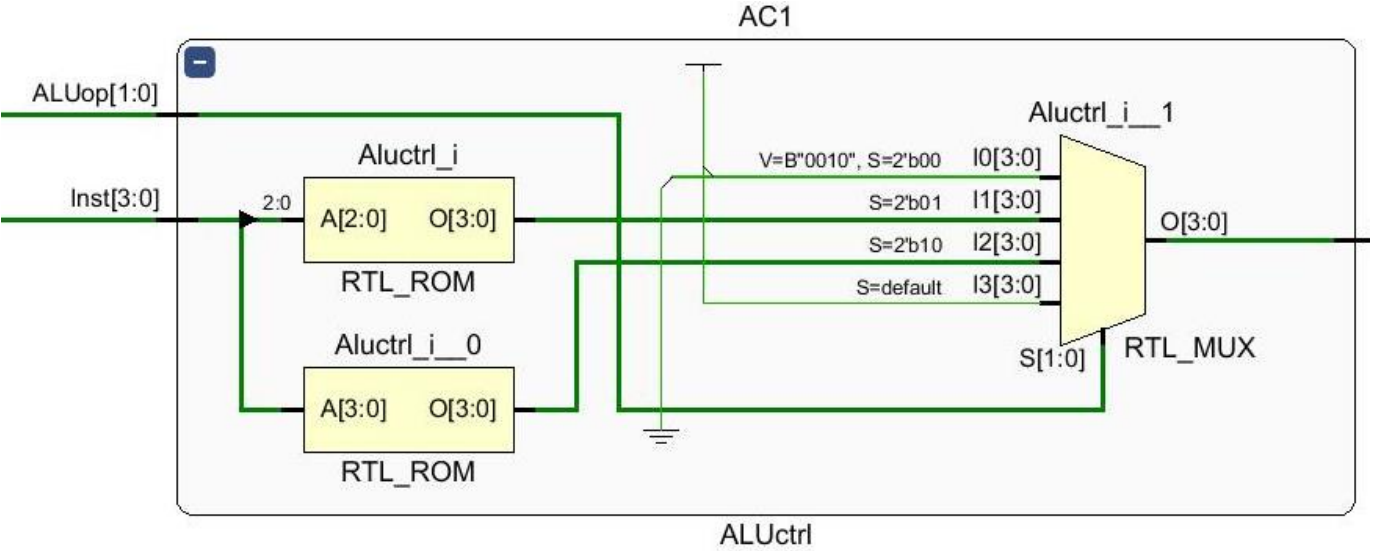 AC1
ALUop[1:0]
Aluctrl_i__1
Aluctrl_i
V=B"0010", S=2'b00 I0[3:0]
Inst[3:0]
2:0
A[2:0] O[3:0]
S=2'b01 I1[3:0]
O[3:0]
S=2'b10 I2[3:0]
RTL_ROM
S=default I3[3:0]
Aluctrl_i__0
S[1:0]
RTL_MUX
A[3:0] O[3:0]
RTL_ROM
ALUctrl